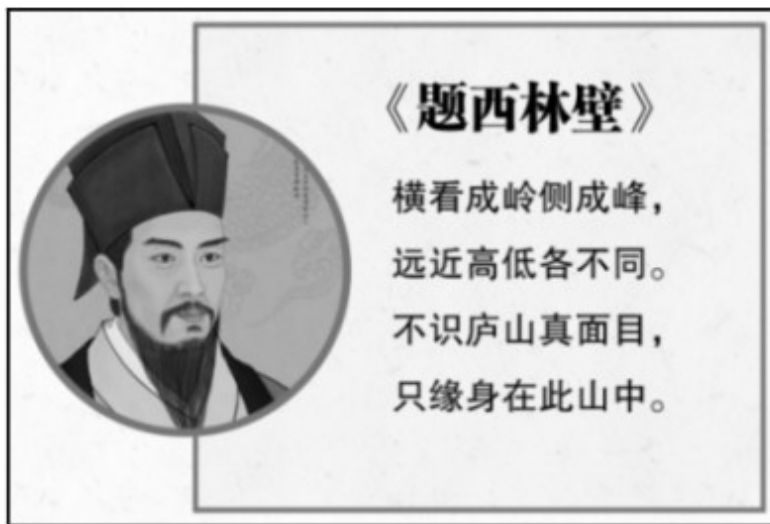 《题西林壁》
横看成岭侧成峰，
远近高低各不同。
不识庐山真面目，
只缘身在此山中。